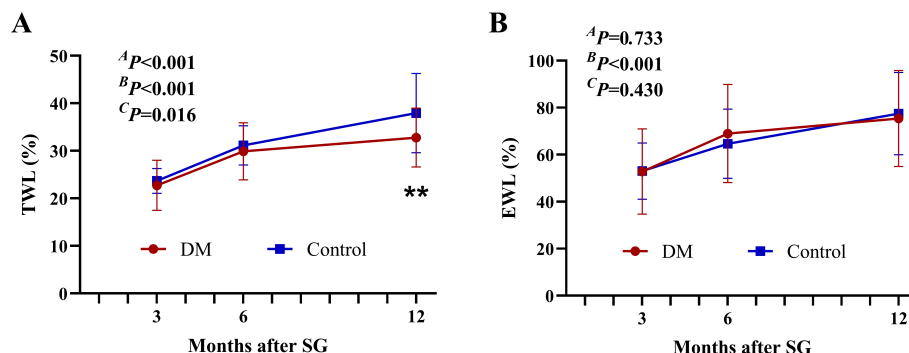 A
TWL (%)
50
40
30
20
10
0
AP<0.001
BP<0.001
CP=0.016
**
DM
Control
3
6
12
Months after SG
B
EWL (%)
100
80
60
40
20
0
AP=0.733
BP<0.001
CP=0.430
DM
Control
3
6
12
Months after SG